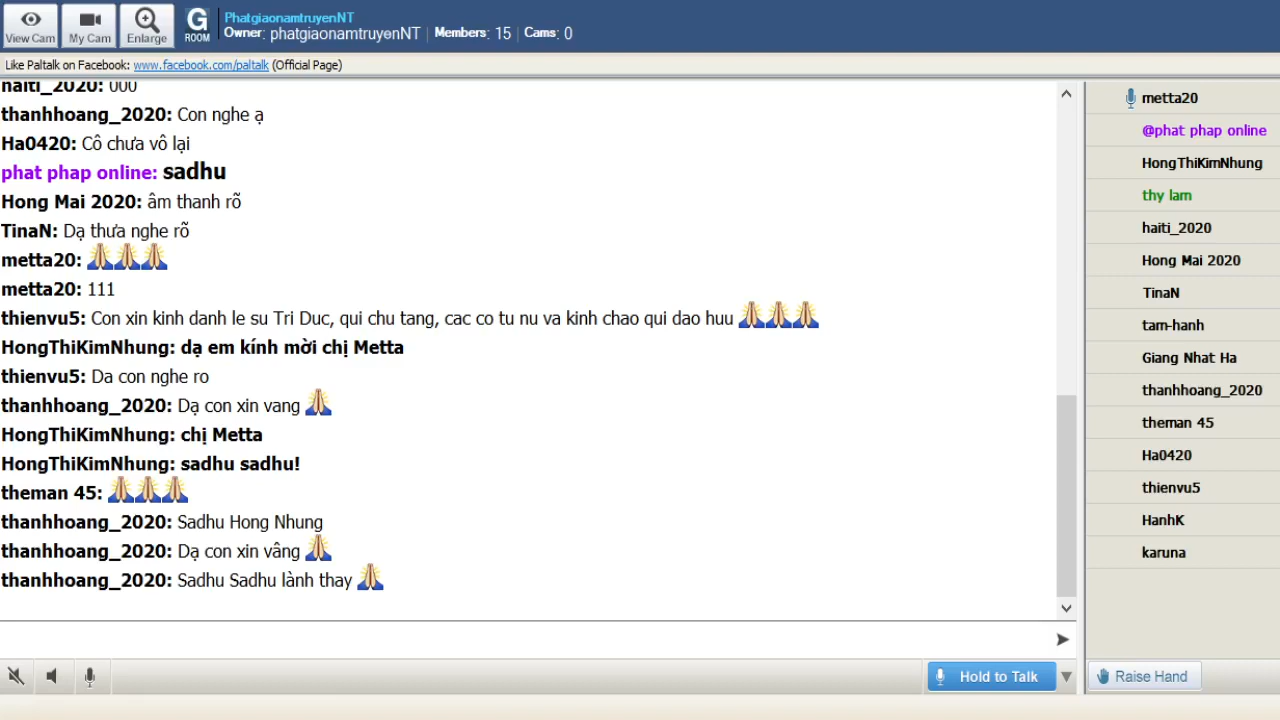 View Cam
My Cam
Enlarge
G
ROOM
PhatgiaonamtruyenNT
Owner: phatgiaonamtruyenNT | Members: 15 | Cams: 0
Like Paltalk on Facebook: www.facebook.com/paltalk (Official Page)
haiti_2020: 000
thanhhoang_2020: Con nghe ạ
Ha0420: Cô chưa vô lại
phat phap online: sadhu
Hong Mai 2020: âm thanh rõ
TinaN: Dạ thưa nghe rõ
metta20:
metta20: 111
thienvu5: Con xin kinh danh le su Tri Duc, qui chu tang, cac co tu nu va kinh chao qui dao huu
HongThiKimNhung: dạ em kính mời chị Metta
thienvu5: Da con nghe ro
thanhhoang_2020: Dạ con xin vang
HongThiKimNhung: chị Metta
HongThiKimNhung: sadhu sadhu!
theman 45:
thanhhoang_2020: Sadhu Hong Nhung
thanhhoang_2020: Dạ con xin vâng
thanhhoang_2020: Sadhu Sadhu lành thay
Hold to Talk
metta20
@phat phap online
HongThiKimNhung
thy lam
haiti_2020
Hong Mai 2020
TinaN
tam-hanh
Giang Nhat Ha
thanhhoang_2020
theman 45
Ha0420
thienvu5
HanhK
karuna
Raise Hand